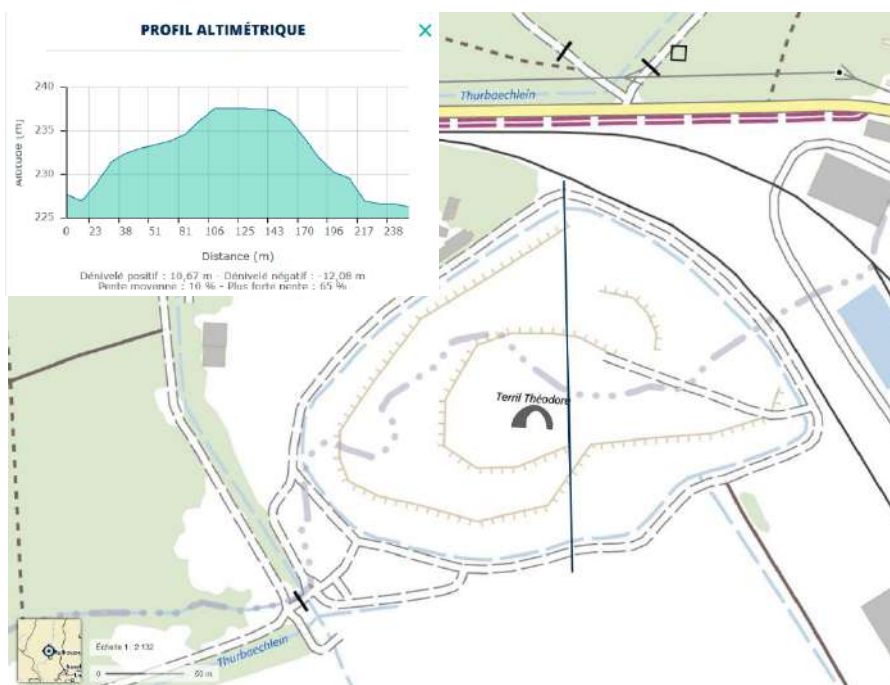 PROFIL ALTIMÉTRIQUE ×
240
235
230
225
Altitude (m)
0 23 38 51 68 81 106 125 143 170 196 217 238
Distance (m)
Dénivelé positif : 10,67 m - Dénivelé négatif : -12,08 m
Pente moyenne : 10 % - Plus forte pente : 65 %
Thurbaechlein
Terril Théodore
Thurbaechlein
Échelle 1 : 2 132
0 50 m